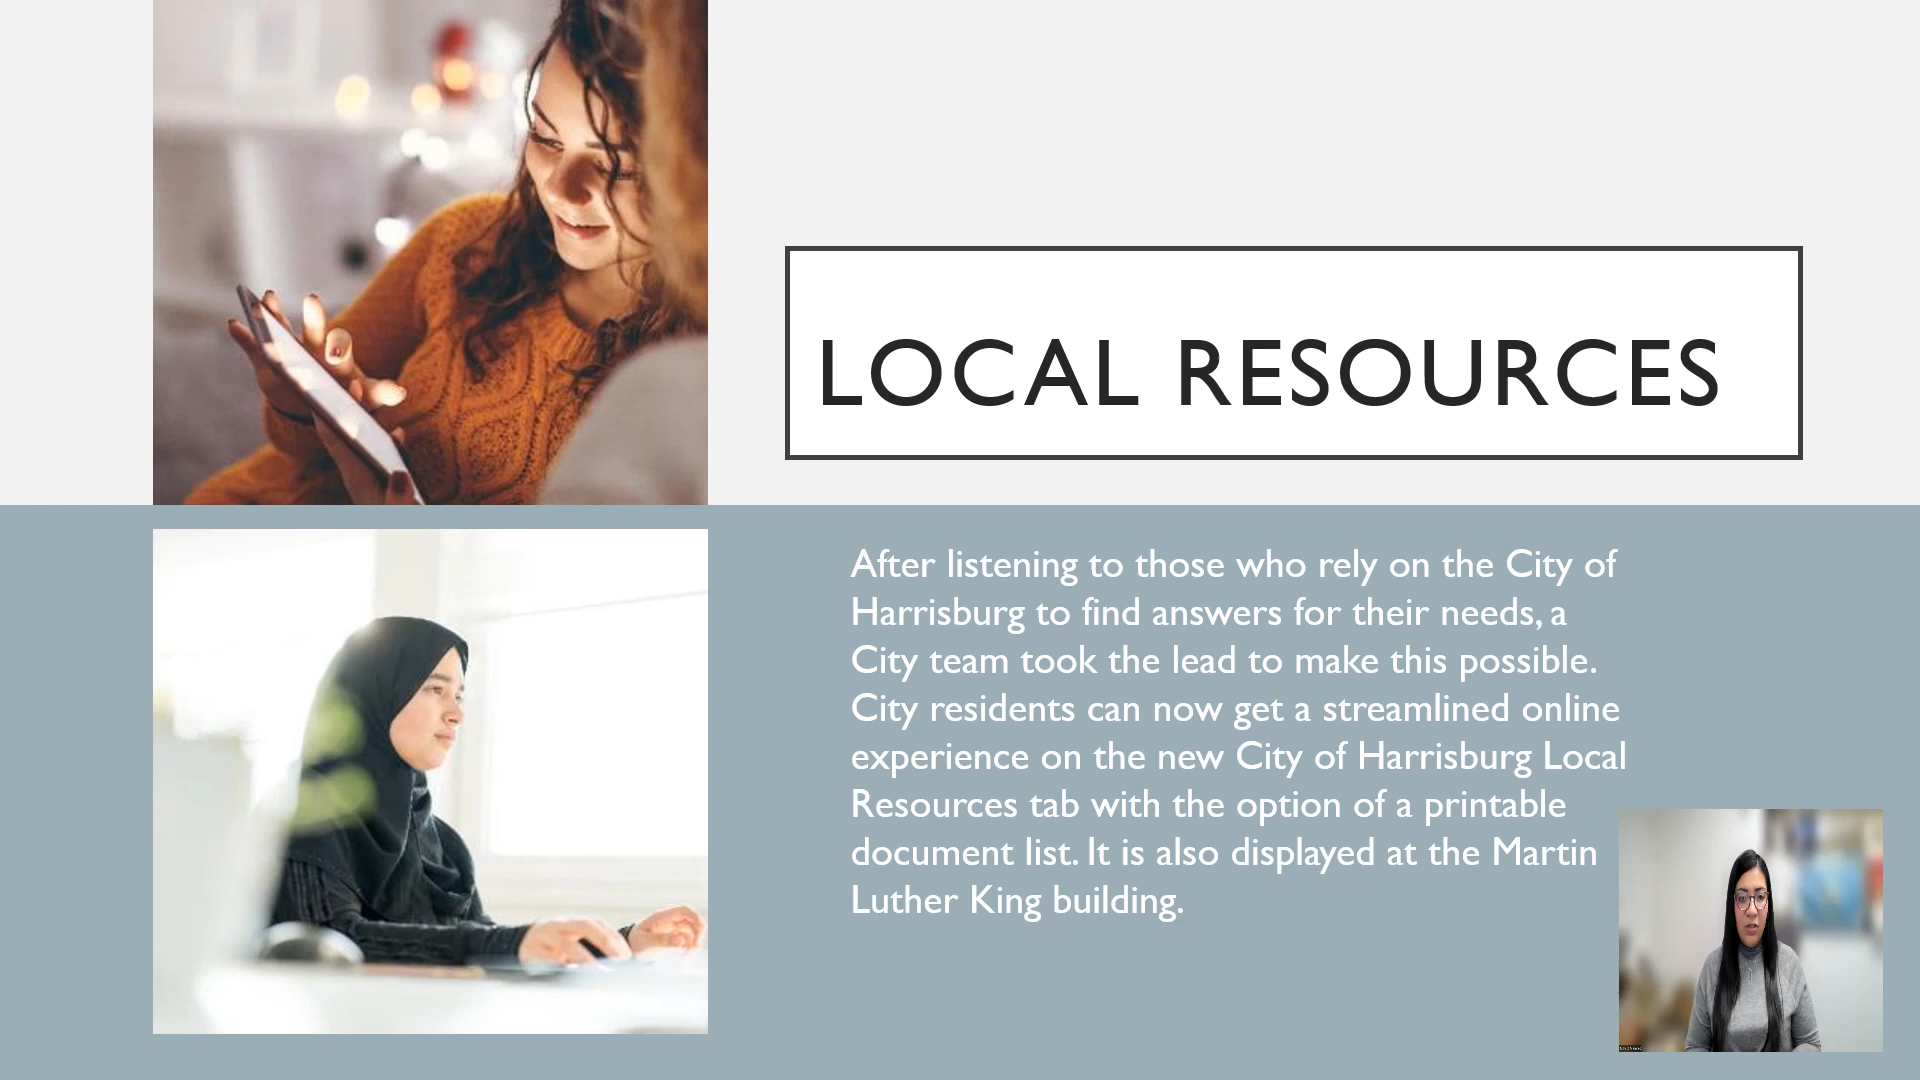 LOCAL RESOURCES
After listening to those who rely on the City of
Harrisburg to find answers for their needs, a
City team took the lead to make this possible.
City residents can now get a streamlined online
experience on the new City of Harrisburg Local
Resources tab with the option of a printable
document list. It is also displayed at the Martin
Luther King building.